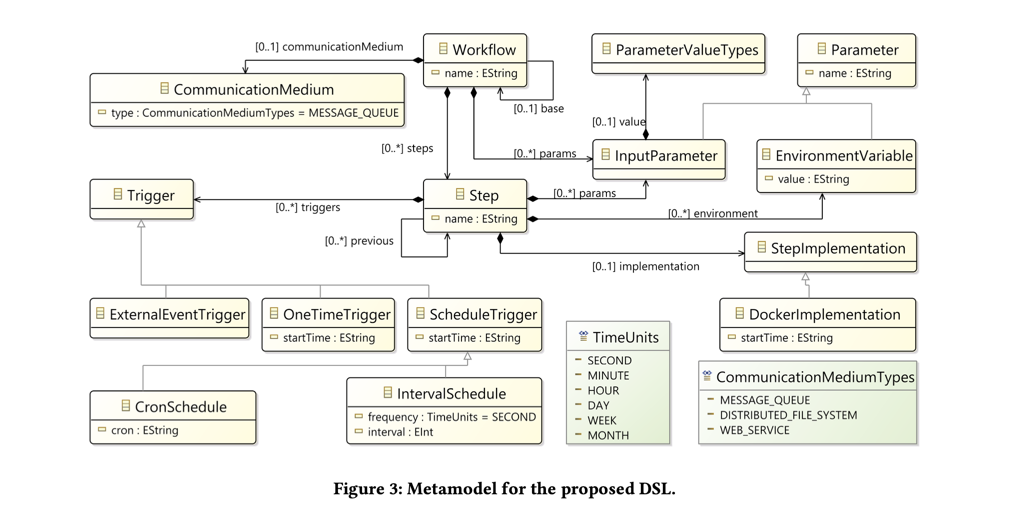 [0..1] communicationMedium
Workflow
name : EString
[0..1] base
ParameterValueTypes
Parameter
name : EString
CommunicationMedium
type : CommunicationMediumTypes = MESSAGE_QUEUE
[0..*] steps
[0..*] params
[0..1] value
InputParameter
EnvironmentVariable
value : EString
Trigger
[0..*] triggers
Step
name : EString
[0..*] params
[0..*] environment
[0..*] previous
[0..1] implementation
StepImplementation
ExternalEventTrigger
OneTimeTrigger
startTime : EString
ScheduleTrigger
startTime : EString
DockerImplementation
startTime : EString
TimeUnits
SECOND
MINUTE
HOUR
DAY
WEEK
MONTH
CommunicationMediumTypes
MESSAGE_QUEUE
DISTRIBUTED_FILE_SYSTEM
WEB_SERVICE
CronSchedule
cron : EString
IntervalSchedule
frequency : TimeUnits = SECOND
interval : EInt
Figure 3: Metamodel for the proposed DSL.